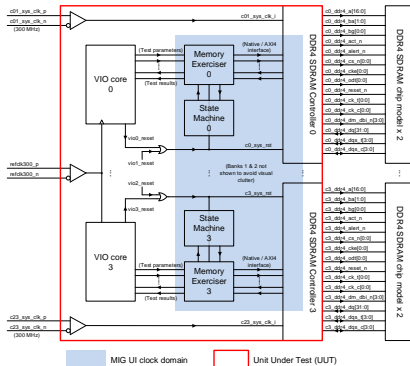 c01_sys_clk_p
c01_sys_clk_n
(300 MHz)
c01_sys_clk_i
VIO core
0
(Test parameters)
(Test results)
Memory
Exerciser
0
(Native / AXI4
interface)
State
Machine
0
vio0_reset
vio1_reset
c0_sys_rst
DDR4 SDRAM Controller 0
c0_ddr4_a[16:0]
c0_ddr4_ba[1:0]
c0_ddr4_bg[0:0]
c0_ddr4_act_n
c0_ddr4_alert_n
c0_ddr4_cs_n[0:0]
c0_ddr4_cke[0:0]
c0_ddr4_odt[0:0]
c0_ddr4_reset_n
c0_ddr4_ck_t[0:0]
c0_ddr4_ck_c[0:0]
c0_ddr4_dm_dbi_n[3:0]
c0_ddr4_dq[31:0]
c0_ddr4_dqs_t[3:0]
c0_ddr4_dqs_c[3:0]
DDR4 SDRAM chip model x 2
refclk300_p
refclk300_n
(Banks 1 & 2 not
shown to avoid visual
clutter)
vio2_reset
vio3_reset
c3_sys_rst
VIO core
3
State
Machine
3
(Test parameters)
(Test results)
Memory
Exerciser
3
(Native / AXI4
interface)
DDR4 SDRAM Controller 3
c3_ddr4_a[16:0]
c3_ddr4_ba[1:0]
c3_ddr4_bg[0:0]
c3_ddr4_act_n
c3_ddr4_alert_n
c3_ddr4_cs_n[0:0]
c3_ddr4_cke[0:0]
c3_ddr4_odt[0:0]
c3_ddr4_reset_n
c3_ddr4_ck_t[0:0]
c3_ddr4_ck_c[0:0]
c3_ddr4_dm_dbi_n[3:0]
c3_ddr4_dq[31:0]
c3_ddr4_dqs_t[3:0]
c3_ddr4_dqs_c[3:0]
DDR4 SDRAM chip model x 2
c23_sys_clk_p
c23_sys_clk_n
(300 MHz)
c23_sys_clk_i
MIG UI clock domain
Unit Under Test (UUT)